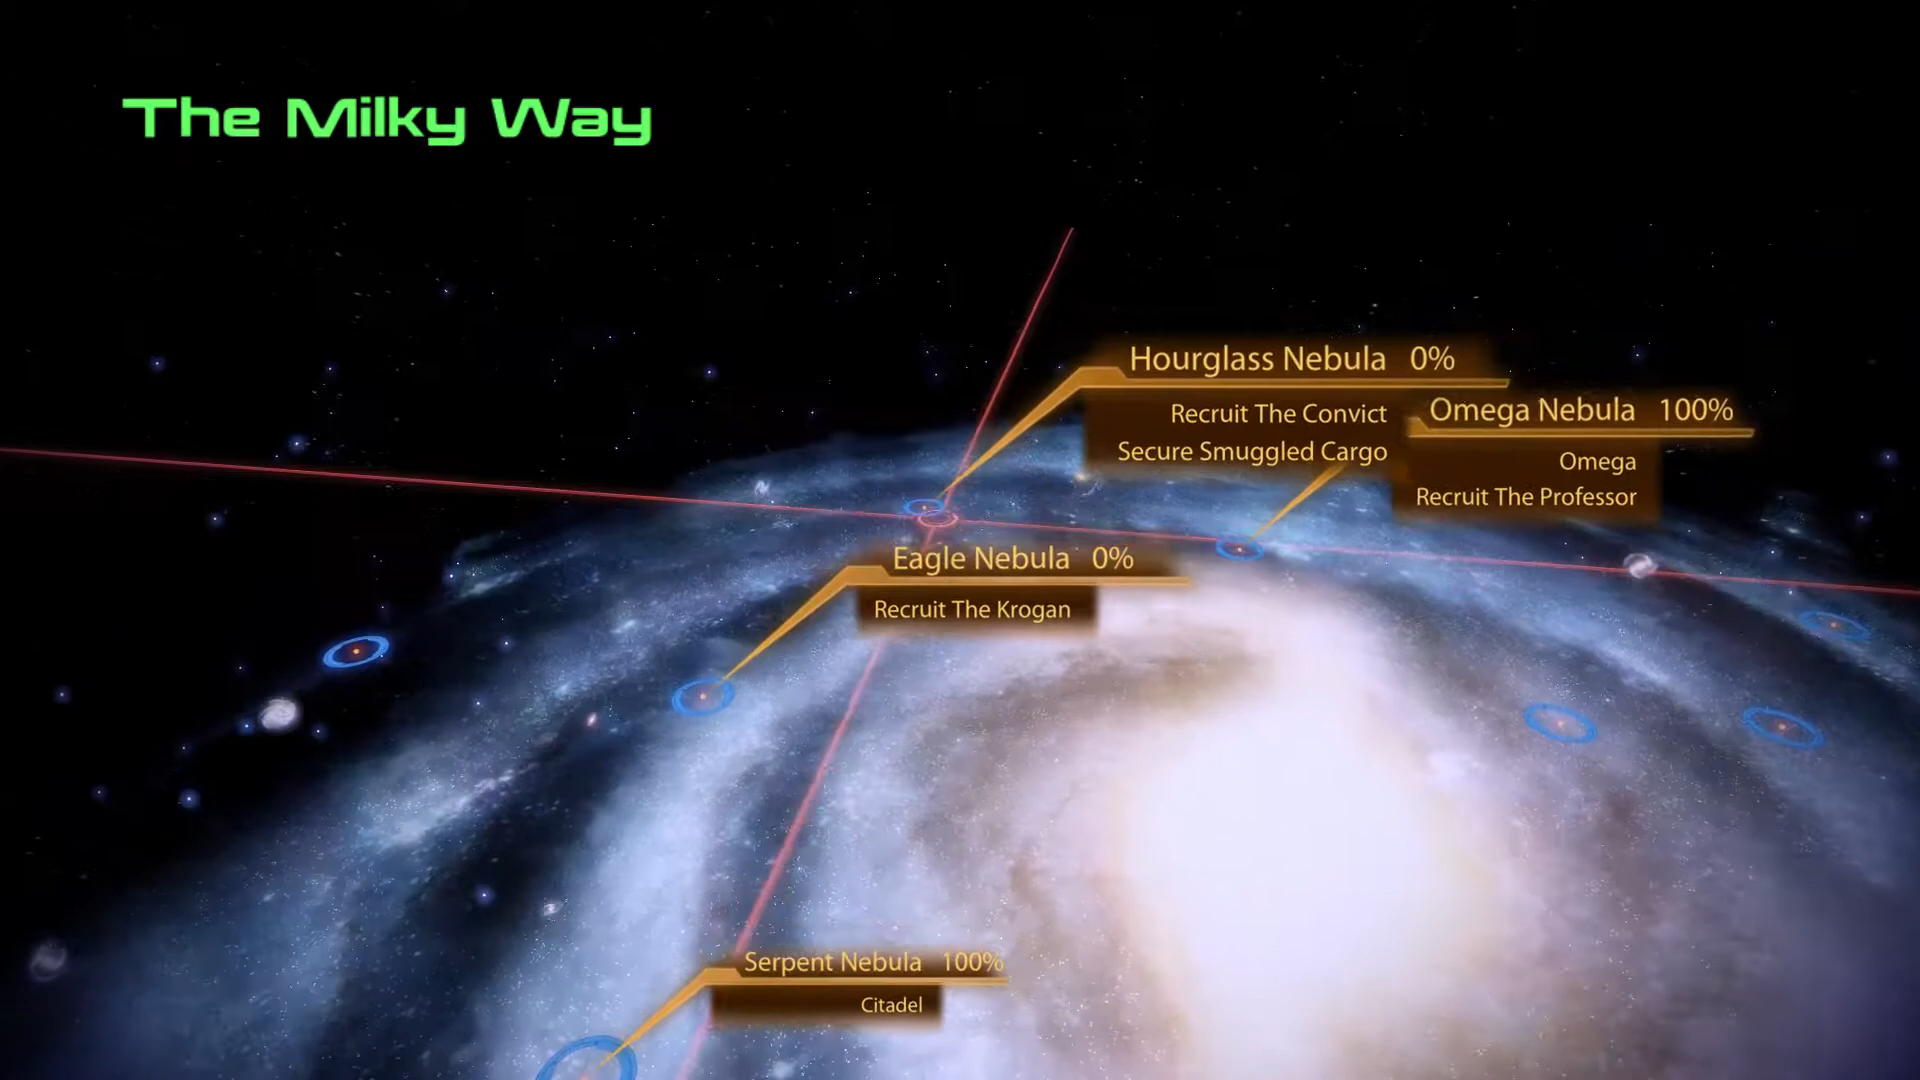 The Milky Way
Hourglass Nebula 0%
Recruit The Convict
Secure Smuggled Cargo
Omega Nebula 100%
Omega
Recruit The Professor
Eagle Nebula 0%
Recruit The Krogan
Serpent Nebula 100%
Citadel